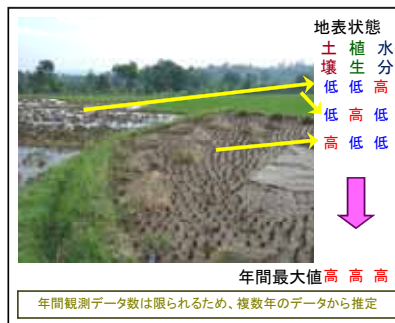 地表状態
土壌 植生 水分
低 低 高
低 高 低
高 低 低
年間最大値 高 高 高
年間観測データ数は限られるため、複数年のデータから推定